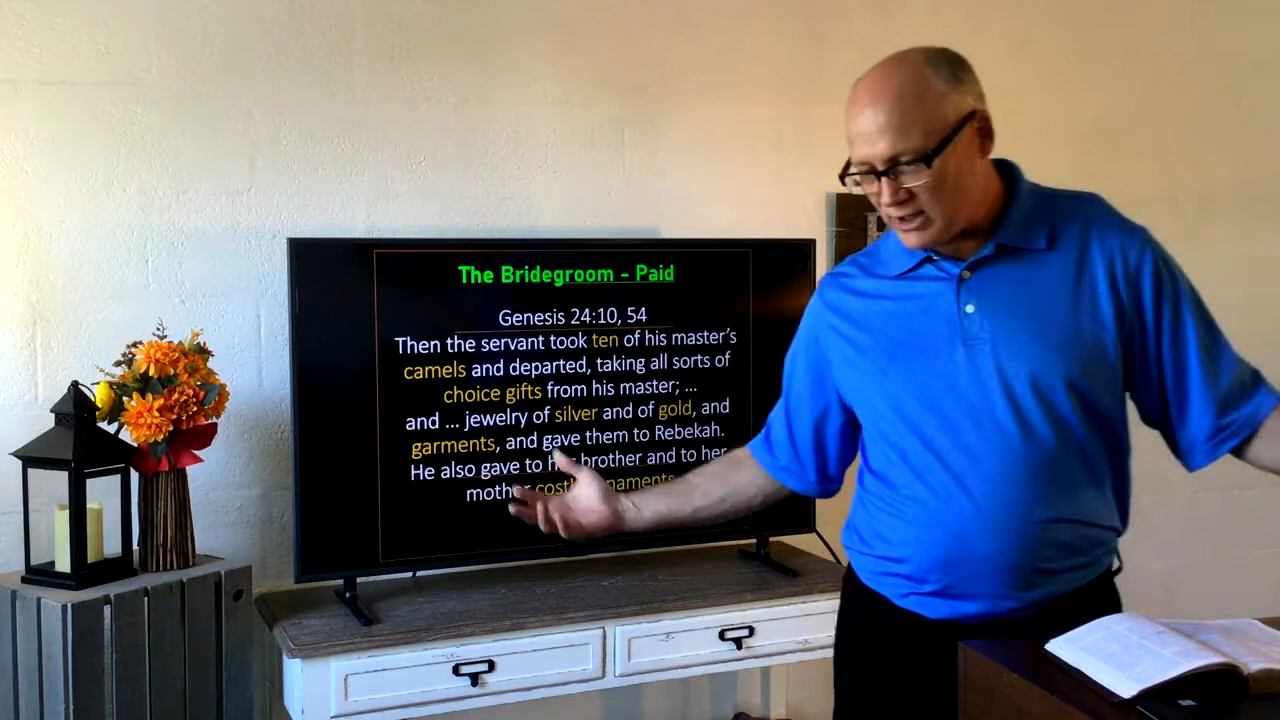 The Bridegroom - Paid
Genesis 24:10, 54
Then the servant took ten of his master's
camels and departed, taking all sorts of
choice gifts from his master; ...
and ... jewelry of silver and of gold, and
garments, and gave them to Rebekah.
He also gave to her brother and to her
mother